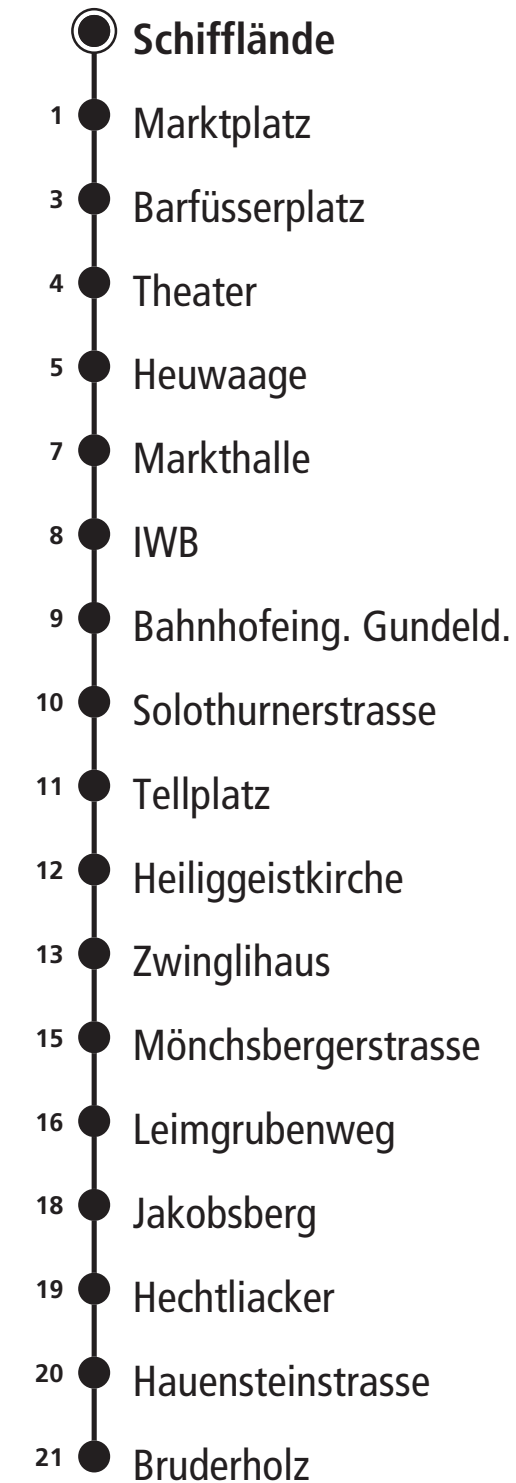 Schifflände
1 Marktplatz
3 Barfüsserplatz
4 Theater
5 Heuwaage
7 Markthalle
8 IWB
9 Bahnhofeing. Gundeld.
10 Solothurnerstrasse
11 Tellplatz
12 Heiliggeistkirche
13 Zwinglihaus
15 Mönchsbergerstrasse
16 Leimgrubenweg
18 Jakobsberg
19 Hechtliacker
20 Hauensteinstrasse
21 Bruderholz